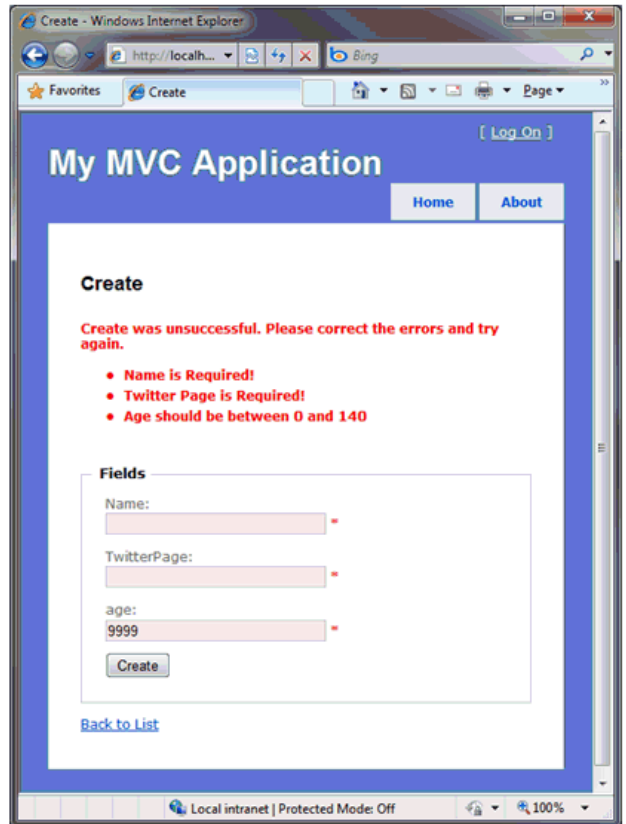 Create - Windows Internet Explorer
http://localh...
Bing
Favorites
Create
Page
»
[ Log On ]
My MVC Application
Home
About
Create
Create was unsuccessful. Please correct the errors and try
again.
• Name is Required!
• Twitter Page is Required!
• Age should be between 0 and 140
Fields
Name:
*
TwitterPage:
*
age:
9999
*
Create
Back to List
Local intranet | Protected Mode: Off
100%